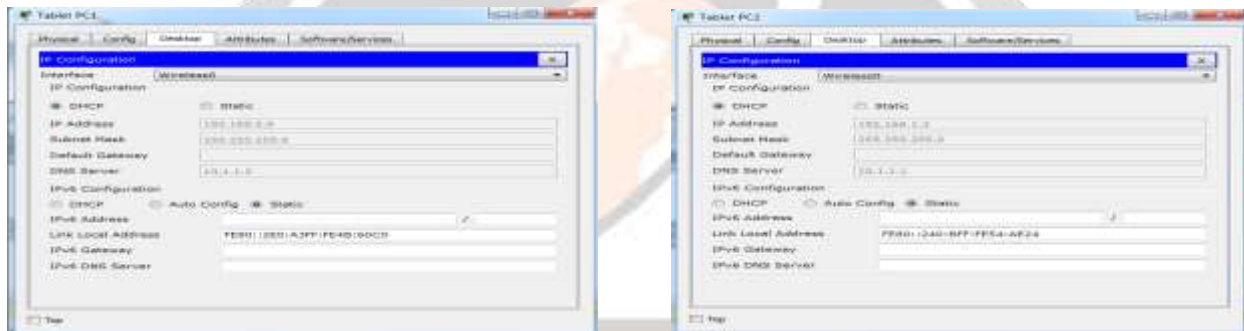 Tablet PC1
Physical Config Desktop Attributes Software/Services
IP Configuration
Interface Wireless0
IP Configuration
DHCP Static
IP Address
Subnet Mask
Default Gateway
DNS Server
IPv6 Configuration
DHCP Auto Config Static
IPv6 Address /
Link Local Address
IPv6 Gateway
IPv6 DNS Server
Top
Tablet PC2
Physical Config Desktop Attributes Software/Services
IP Configuration
Interface Wireless0
IP Configuration
DHCP Static
IP Address
Subnet Mask
Default Gateway
DNS Server
IPv6 Configuration
DHCP Auto Config Static
IPv6 Address /
Link Local Address
IPv6 Gateway
IPv6 DNS Server
Top